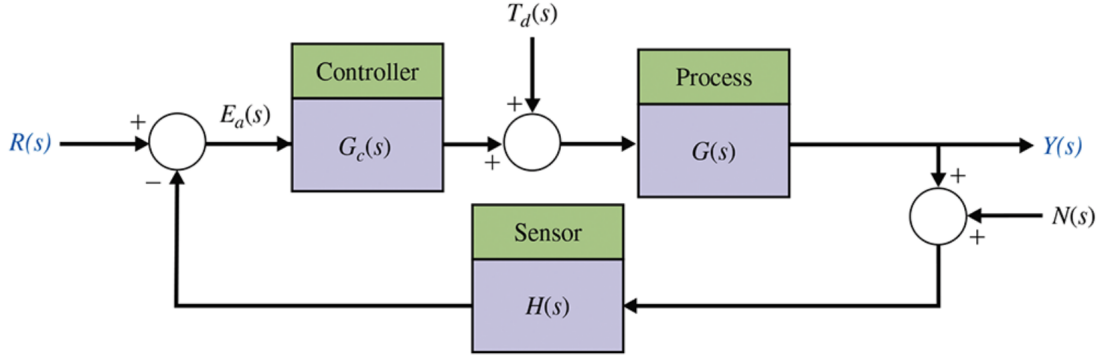 T_d(s)
Controller
Process
R(s)
+
E_a(s)
G_c(s)
+
+
G(s)
Y(s)
−
+
N(s)
+
Sensor
H(s)